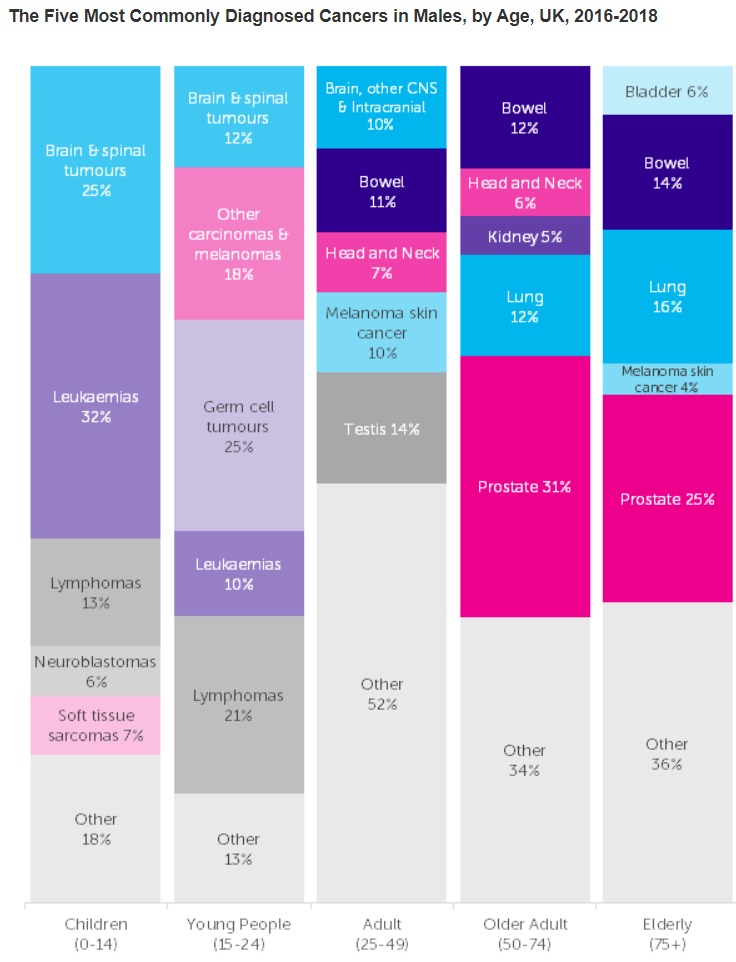 The Five Most Commonly Diagnosed Cancers in Males, by Age, UK, 2016-2018
Brain & spinal
tumours
25%
Leukaemias
32%
Lymphomas
13%
Neuroblastomas
6%
Soft tissue
sarcomas 7%
Other
18%
Children
(0-14)
Brain & spinal
tumours
12%
Other
carcinomas &
melanomas
18%
Germ cell
tumours
25%
Leukaemias
10%
Lymphomas
21%
Other
13%
Young People
(15-24)
Brain, other CNS
& Intracranial
10%
Bowel
11%
Head and Neck
7%
Melanoma skin
cancer
10%
Testis 14%
Other
52%
Adult
(25-49)
Bowel
12%
Head and Neck
6%
Kidney 5%
Lung
12%
Prostate 31%
Other
34%
Older Adult
(50-74)
Bladder 6%
Bowel
14%
Lung
16%
Melanoma skin
cancer 4%
Prostate 25%
Other
36%
Elderly
(75+)